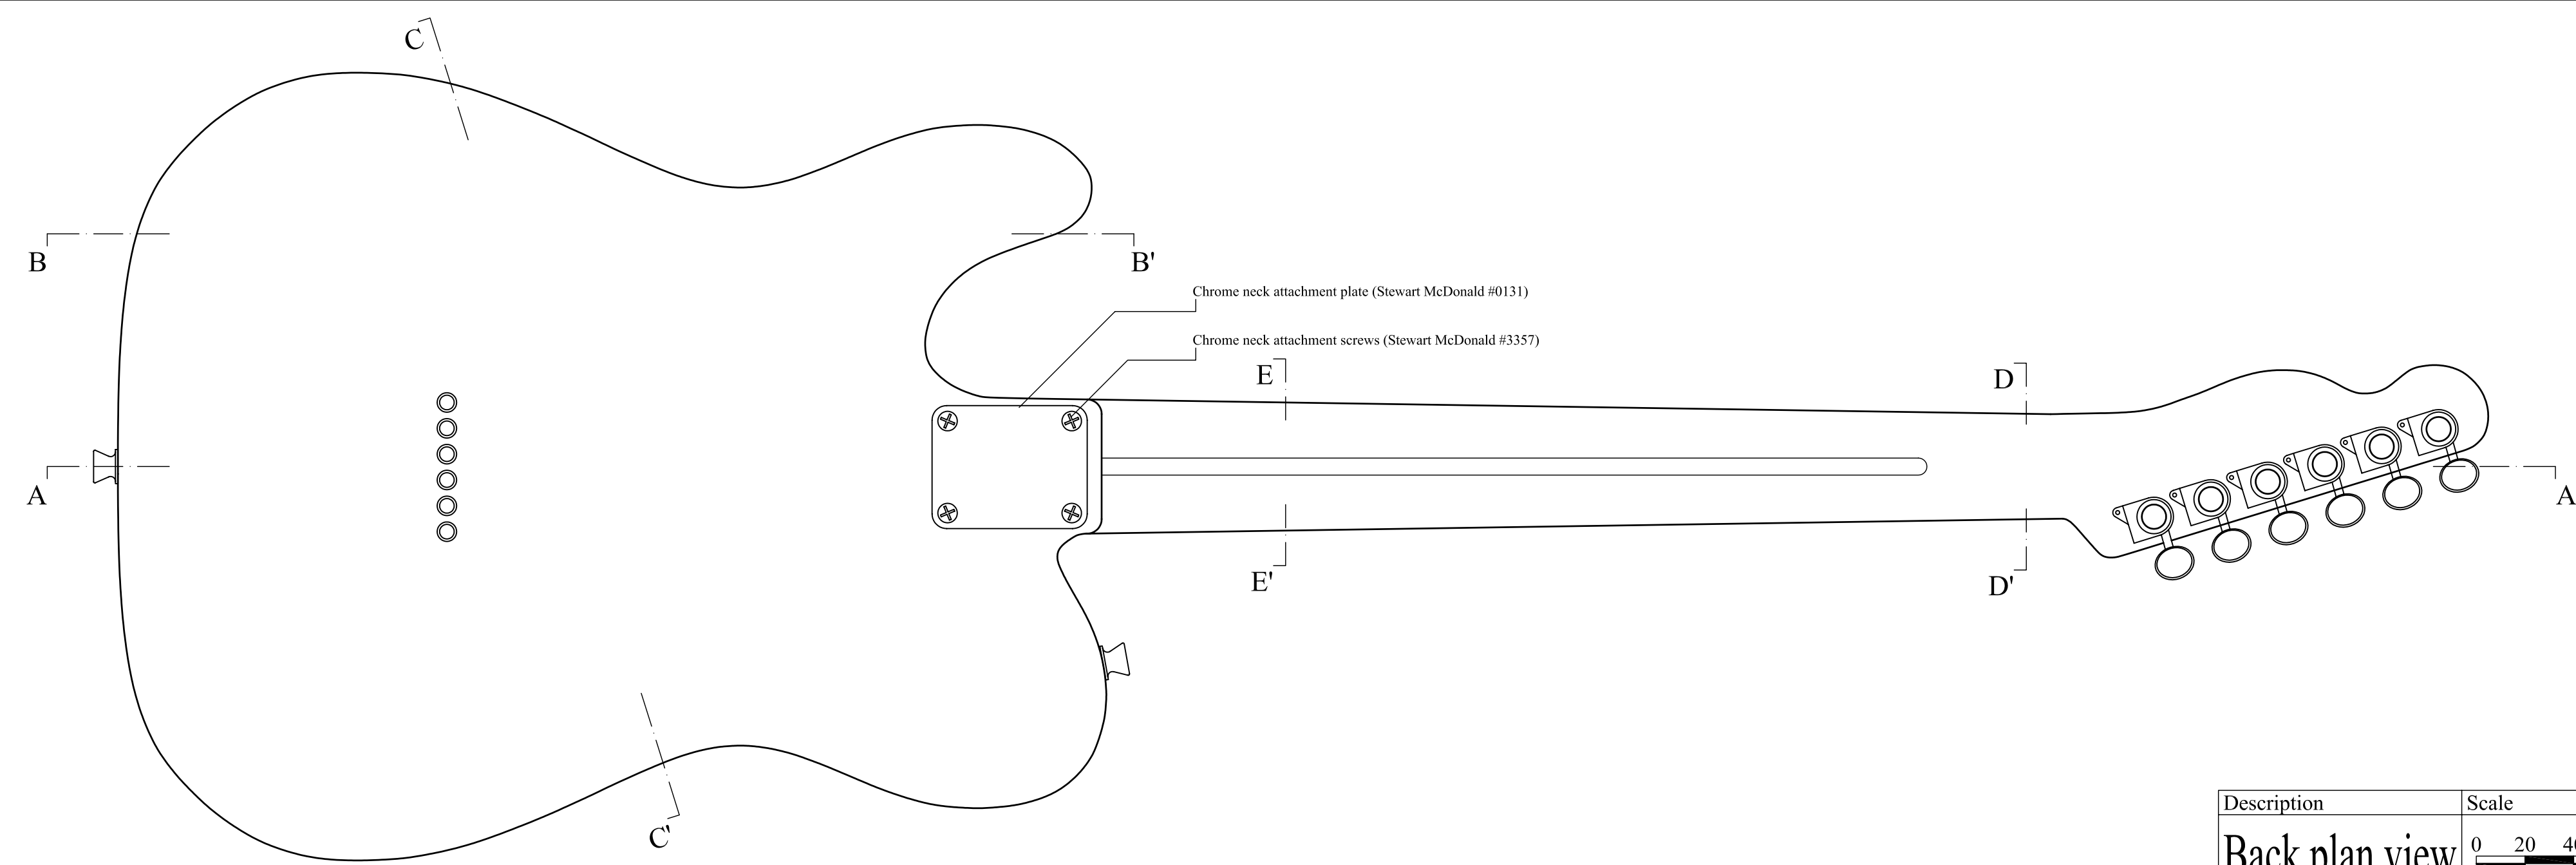 C
B
B'
Chrome neck attachment plate (Stewart McDonald #0131)
Chrome neck attachment screws (Stewart McDonald #3357)
E
D
A
A
E'
D'
C'
Description
Scale
Back plan view
0 20